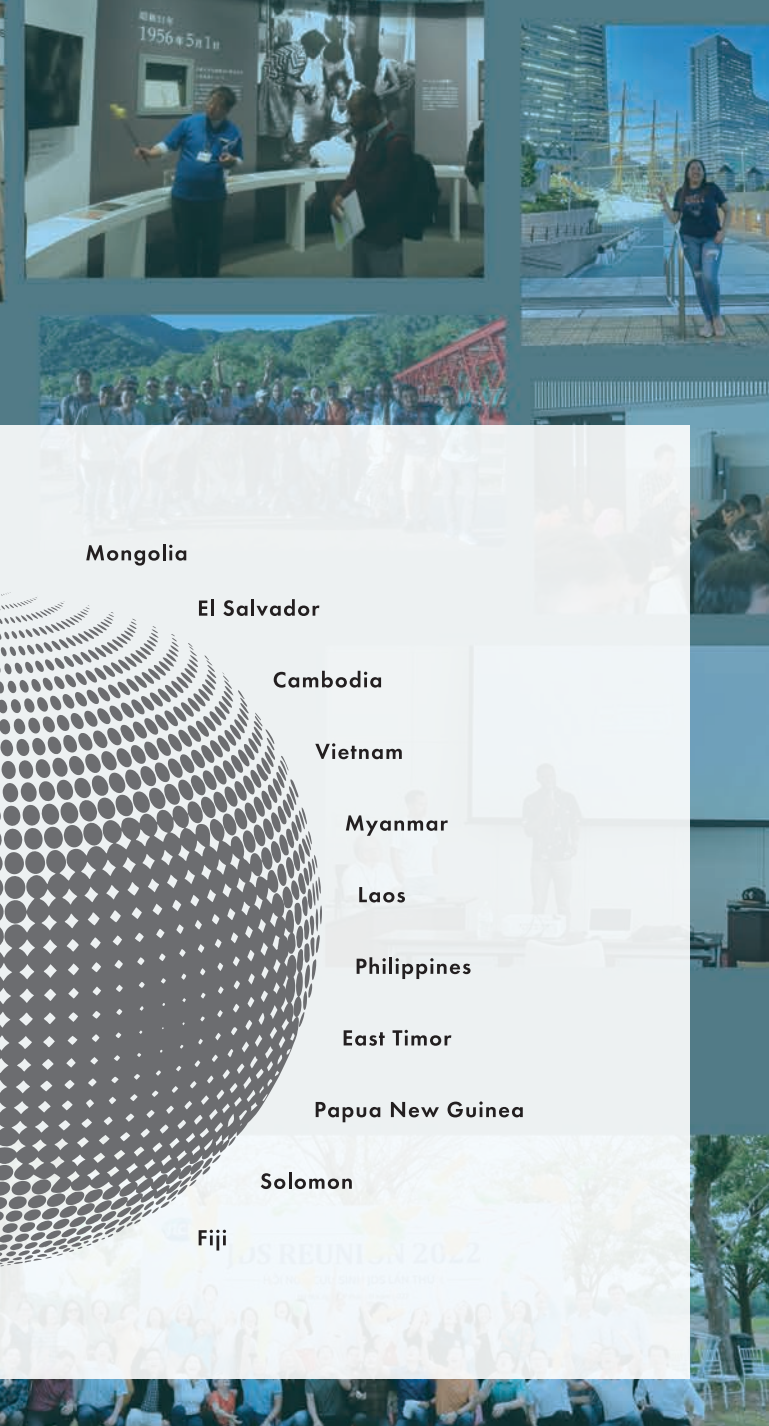 昭和31年
1956年5月1日
Mongolia
El Salvador
Cambodia
Vietnam
Myanmar
Laos
Philippines
East Timor
Papua New Guinea
Solomon
Fiji
JDS REUNION 2022